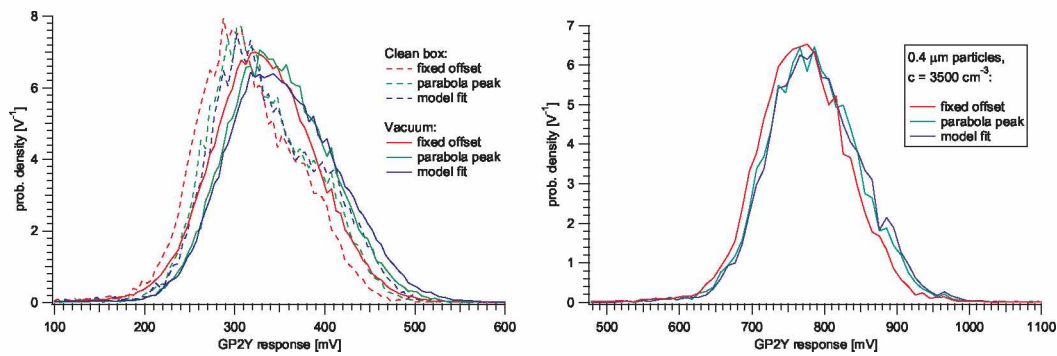 8
6
4
2
0
prob. density [V⁻¹]
100
200
300
400
500
600
GP2Y response [mV]
Clean box:
fixed offset
parabola peak
model fit
Vacuum:
fixed offset
parabola peak
model fit
7
6
5
4
3
2
1
0
prob. density [V⁻¹]
500
600
700
800
900
1000
1100
GP2Y response [mV]
0.4 µm particles,
c = 3500 cm⁻³:
fixed offset
parabola peak
model fit